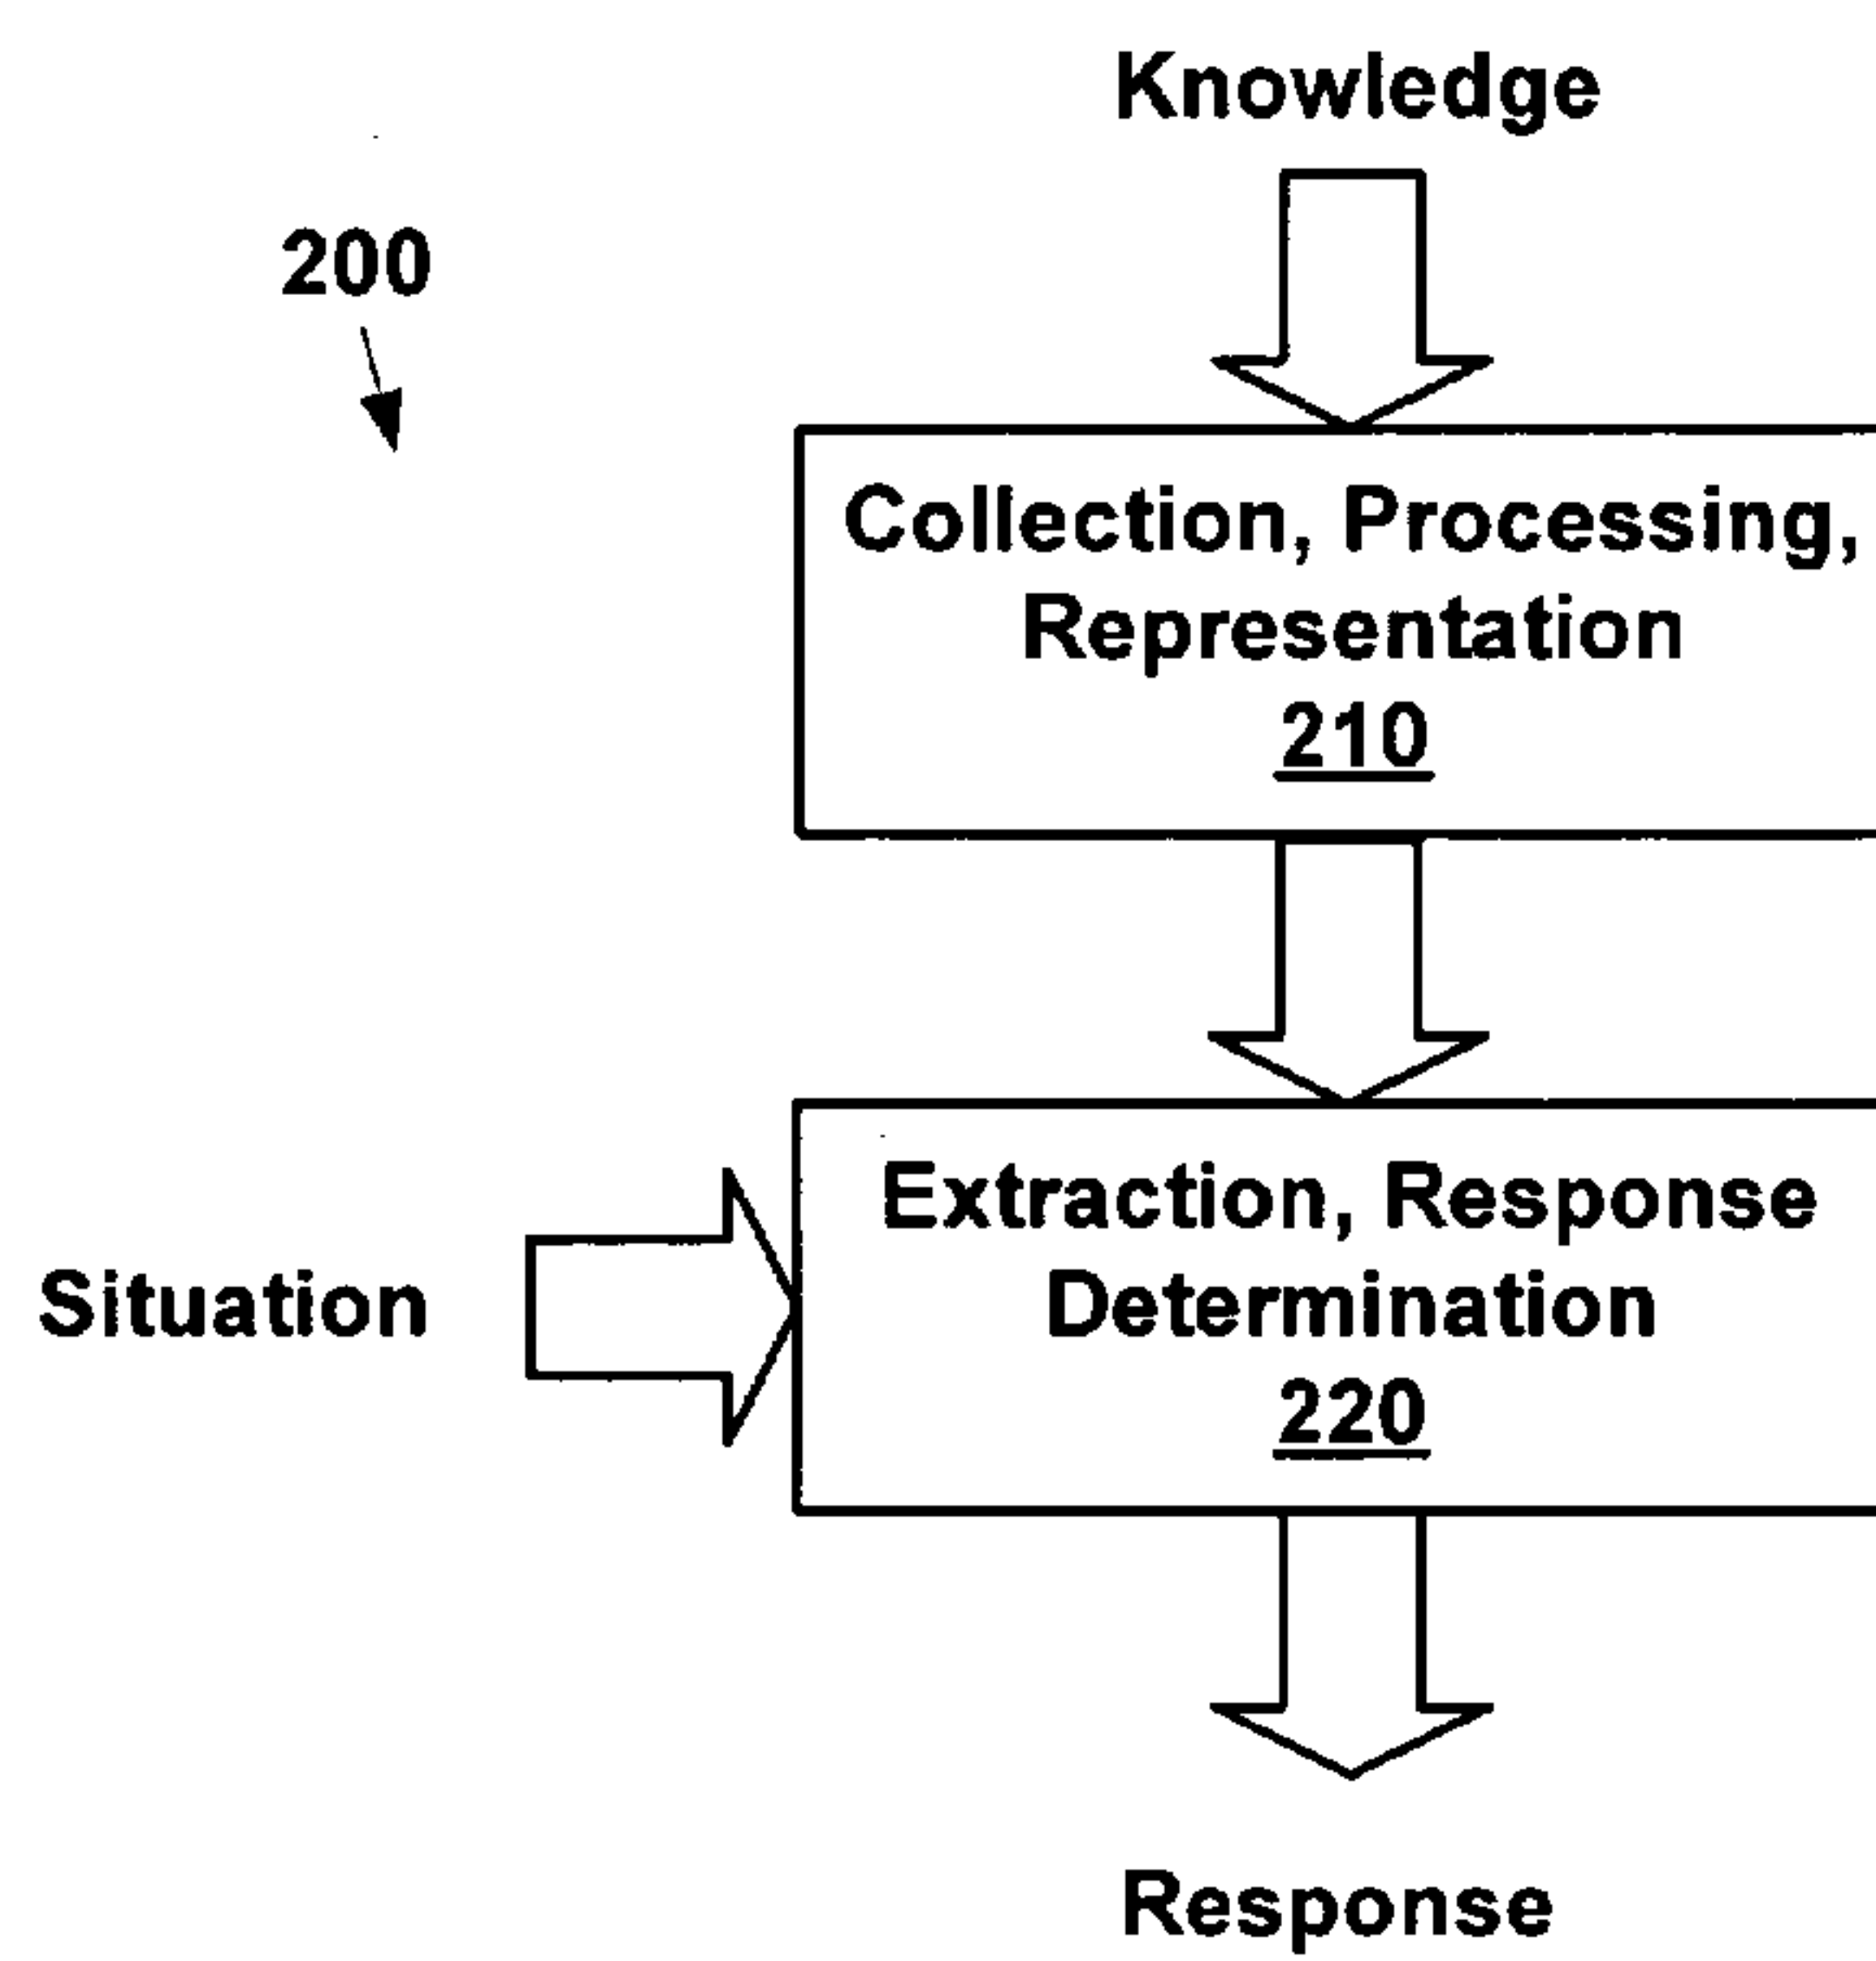 Knowledge
200
Collection, Processing,
Representation
210
Extraction, Response
Determination
220
Situation
Response